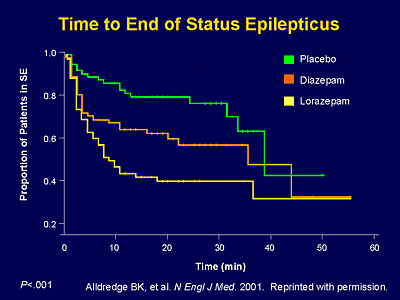 Time to End of Status Epilepticus
Proportion of Patients in SE
1.0
0.8
0.6
0.4
0.2
Placebo
Diazepam
Lorazepam
0 10 20 30 40 50 60
Time (min)
P<.001
Alldredge BK, et al. N Engl J Med. 2001. Reprinted with permission.